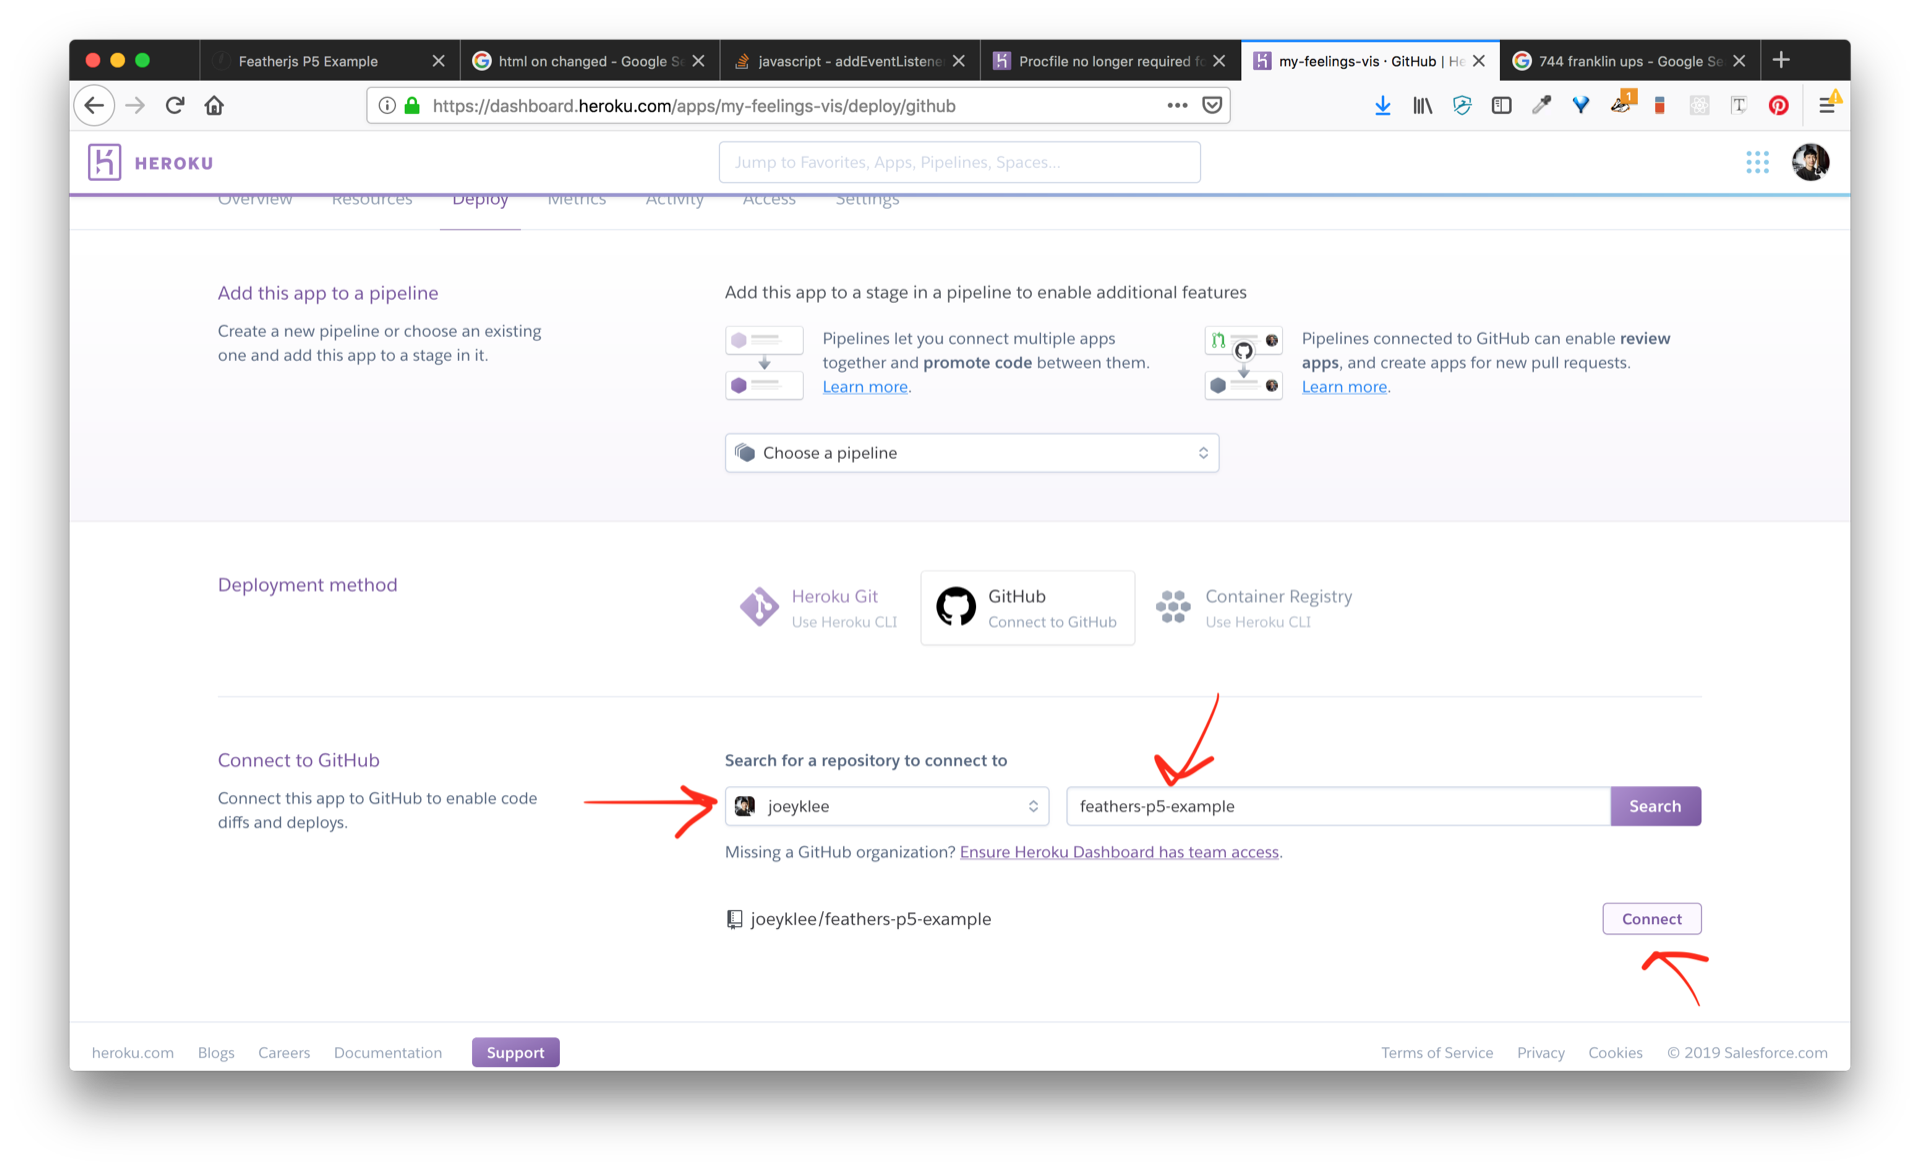 Featherjs P5 Example
html on changed - Google Se
javascript - addEventListene
Procfile no longer required fo
my-feelings-vis · GitHub | He
744 franklin ups - Google Se
https://dashboard.heroku.com/apps/my-feelings-vis/deploy/github
1
HEROKU
Jump to Favorites, Apps, Pipelines, Spaces...
Overview Resources Deploy Metrics Activity Access Settings
Add this app to a pipeline
Create a new pipeline or choose an existing
one and add this app to a stage in it.
Add this app to a stage in a pipeline to enable additional features
Pipelines let you connect multiple apps
together and promote code between them.
Learn more.
Pipelines connected to GitHub can enable review
apps, and create apps for new pull requests.
Learn more.
Choose a pipeline
Deployment method
Heroku Git
Use Heroku CLI
GitHub
Connect to GitHub
Container Registry
Use Heroku CLI
Connect to GitHub
Connect this app to GitHub to enable code
diffs and deploys.
Search for a repository to connect to
joeyklee
feathers-p5-example
Search
Missing a GitHub organization? Ensure Heroku Dashboard has team access.
joeyklee/feathers-p5-example
Connect
heroku.com Blogs Careers Documentation Support
Terms of Service Privacy Cookies © 2019 Salesforce.com